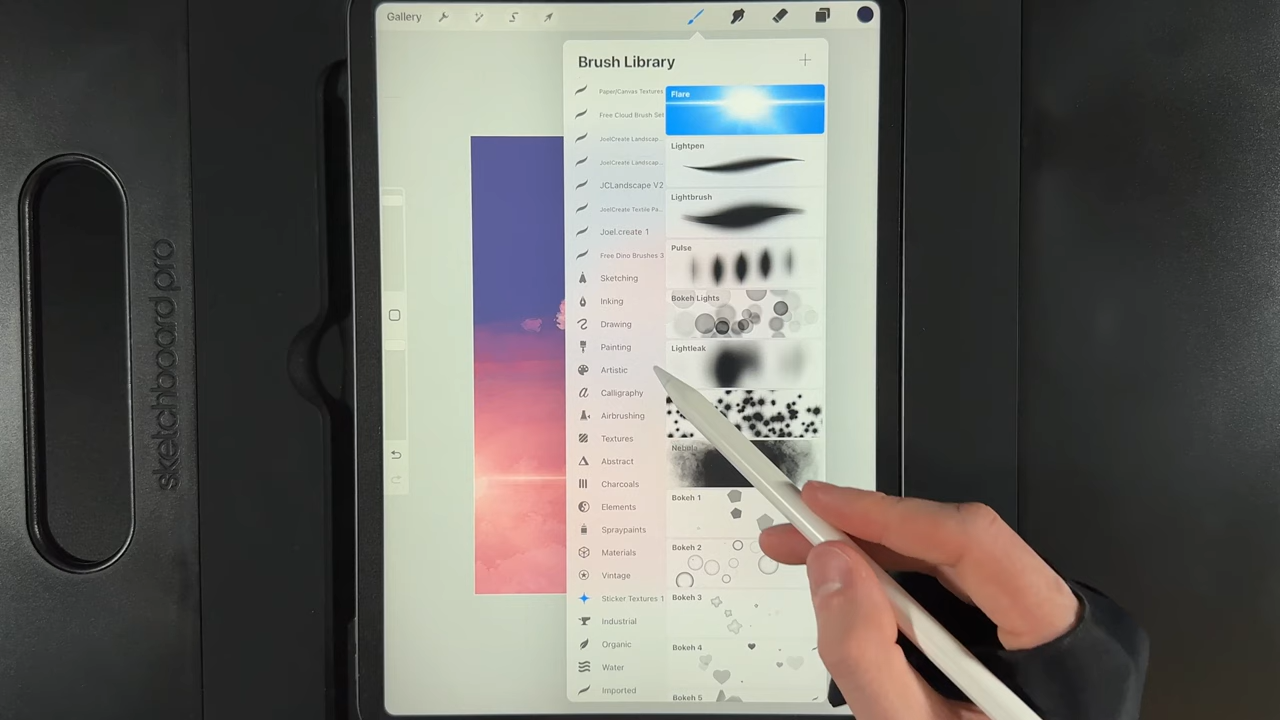 Gallery
Brush Library
Paper/Canvas Textures
Free Cloud Brush Set
JoelCreate Landscap...
JoelCreate Landscap...
JCLandscape V2
JoelCreate Textile Pa...
Joel.create 1
Free Dino Brushes 3
Sketching
Inking
Drawing
Painting
Artistic
Calligraphy
Airbrushing
Textures
Abstract
Charcoals
Elements
Spraypaints
Materials
Vintage
Sticker Textures 1
Industrial
Organic
Water
Imported
Flare
Lightpen
Lightbrush
Pulse
Bokeh Lights
Lightleak
Nebula
Bokeh 1
Bokeh 2
Bokeh 3
Bokeh 4
Bokeh 5
sketchboard pro